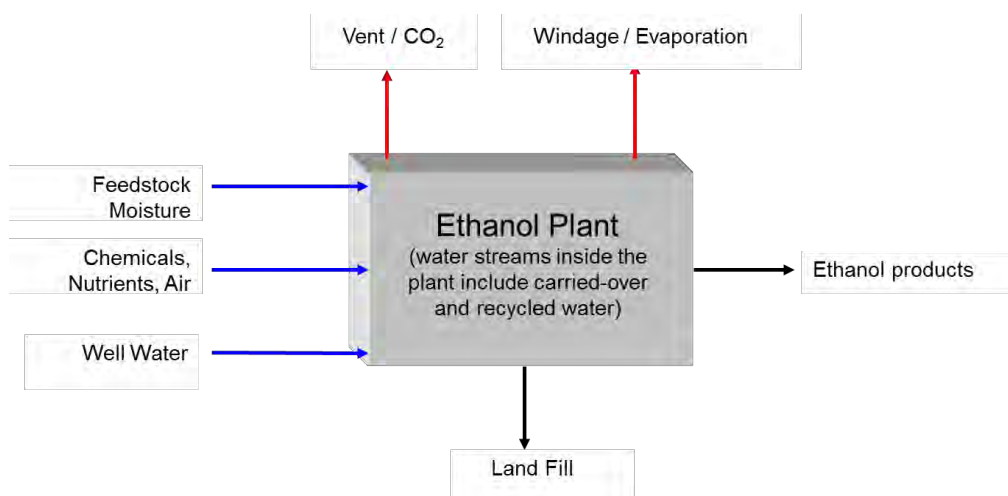 Vent / CO₂
Windage / Evaporation
Feedstock
Moisture
Chemicals,
Nutrients, Air
Well Water
Ethanol Plant
(water streams inside the
plant include carried-over
and recycled water)
Ethanol products
Land Fill